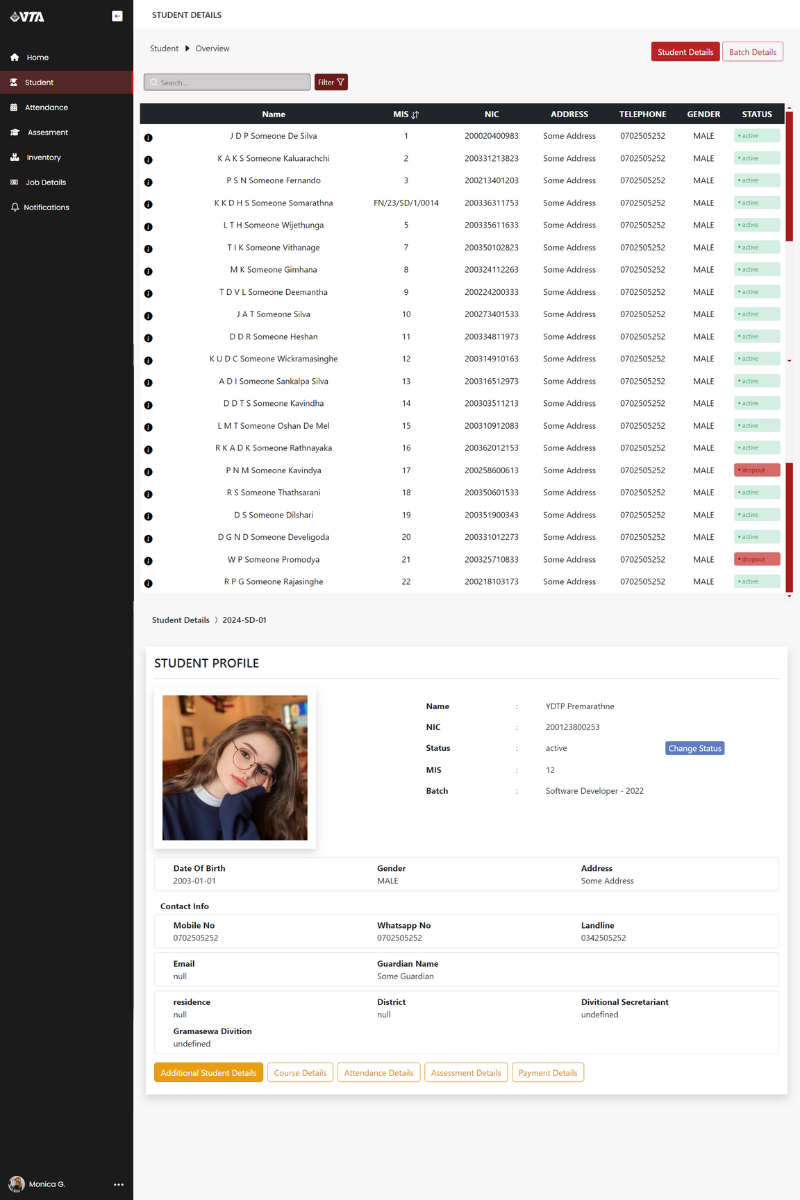 VTA
Home
Student
Attendance
Assesment
Inventory
Job Details
Notifications
Monica G.
STUDENT DETAILS
Student Overview
Student Details Batch Details
Search...
Filter
Name MIS NIC ADDRESS TELEPHONE GENDER STATUS
J D P Someone De Silva 1 200020400983 Some Address 0702505252 MALE • active
K A K S Someone Kaluarachchi 2 200331213823 Some Address 0702505252 MALE • active
P S N Someone Fernando 3 200213401203 Some Address 0702505252 MALE • active
K K D H S Someone Somarathna FN/23/SD/1/0014 200336311753 Some Address 0702505252 MALE • active
L T H Someone Wijethunga 5 200335611633 Some Address 0702505252 MALE • active
T I K Someone Vithanage 7 200350102823 Some Address 0702505252 MALE • active
M K Someone Gimhana 8 200324112263 Some Address 0702505252 MALE • active
T D V L Someone Deemantha 9 200224200333 Some Address 0702505252 MALE • active
J A T Someone Silva 10 200273401533 Some Address 0702505252 MALE • active
D D R Someone Heshan 11 200334811973 Some Address 0702505252 MALE • active
K U D C Someone Wickramasinghe 12 200314910163 Some Address 0702505252 MALE • active
A D I Someone Sankalpa Silva 13 200316512973 Some Address 0702505252 MALE • active
D D T S Someone Kavindha 14 200303511213 Some Address 0702505252 MALE • active
L M T Someone Oshan De Mel 15 200310912083 Some Address 0702505252 MALE • active
R K A D K Someone Rathnayaka 16 200362012153 Some Address 0702505252 MALE • active
P N M Someone Kavindya 17 200258600613 Some Address 0702505252 MALE • dropout
R S Someone Thathsarani 18 200350601533 Some Address 0702505252 MALE • active
D S Someone Dilshari 19 200351900343 Some Address 0702505252 MALE • active
D G N D Someone Develigoda 20 200331012273 Some Address 0702505252 MALE • active
W P Someone Promodya 21 200325710833 Some Address 0702505252 MALE • dropout
R P G Someone Rajasinghe 22 200218103173 Some Address 0702505252 MALE • active
Student Details 〉 2024-SD-01
STUDENT PROFILE
Name : YDTP Premarathne
NIC : 200123800253
Status : active Change Status
MIS : 12
Batch : Software Developer - 2022
Date Of Birth Gender Address
2003-01-01 MALE Some Address
Contact Info
Mobile No Whatsapp No Landline
0702505252 0702505252 0342505252
Email Guardian Name
null Some Guardian
residence District Divitional Secretariant
null null undefined
Gramasewa Divition
undefined
Additional Student Details Course Details Attendance Details Assessment Details Payment Details